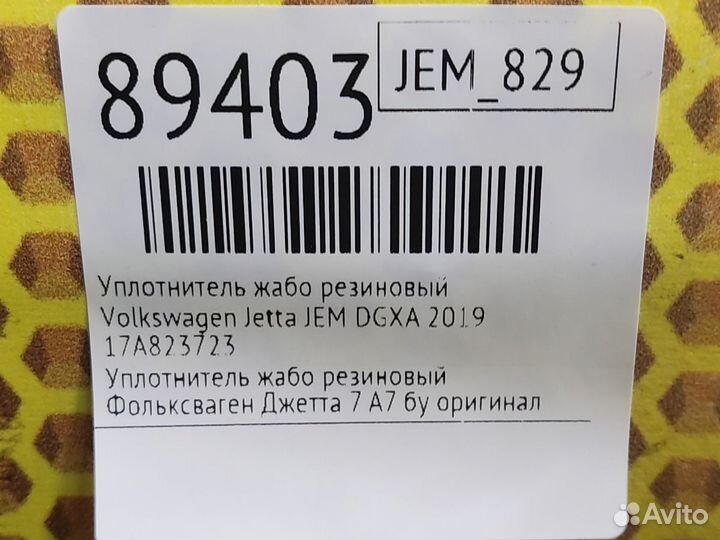 89403
JEM_829
Уплотнитель жабо резиновый
Volkswagen Jetta JEM DGXA 2019
17A823723
Уплотнитель жабо резиновый
Фольксваген Джетта 7 А7 бу оригинал
Avito